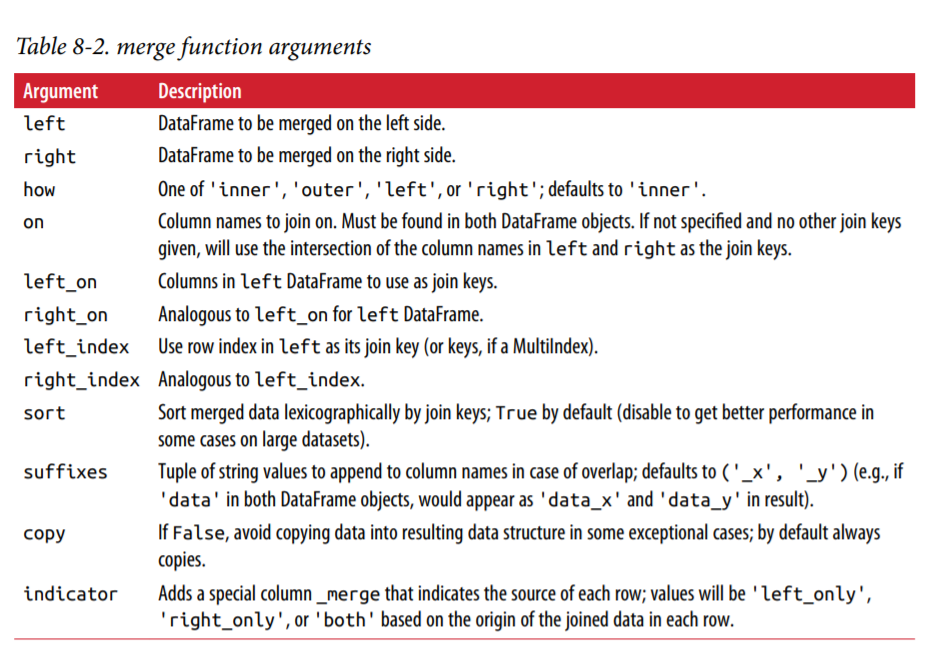 Table 8-2. merge function arguments
Argument Description
left DataFrame to be merged on the left side.
right DataFrame to be merged on the right side.
how One of 'inner', 'outer', 'left', or 'right'; defaults to 'inner'.
on Column names to join on. Must be found in both DataFrame objects. If not specified and no other join keys
given, will use the intersection of the column names in left and right as the join keys.
left_on Columns in left DataFrame to use as join keys.
right_on Analogous to left_on for left DataFrame.
left_index Use row index in left as its join key (or keys, if a MultiIndex).
right_index Analogous to left_index.
sort Sort merged data lexicographically by join keys; True by default (disable to get better performance in
some cases on large datasets).
suffixes Tuple of string values to append to column names in case of overlap; defaults to ('_x', '_y') (e.g., if
'data' in both DataFrame objects, would appear as 'data_x' and 'data_y' in result).
copy If False, avoid copying data into resulting data structure in some exceptional cases; by default always
copies.
indicator Adds a special column _merge that indicates the source of each row; values will be 'left_only',
'right_only', or 'both' based on the origin of the joined data in each row.